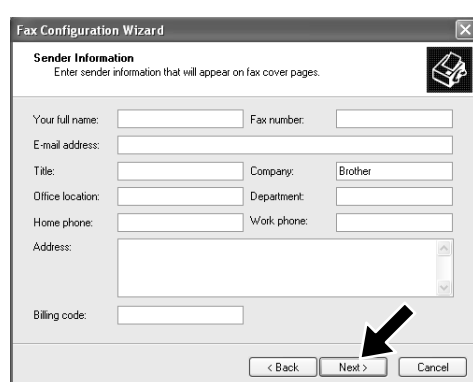 Fax Configuration Wizard
Sender Information
Enter sender information that will appear on fax cover pages.
Your full name: Fax number:
E-mail address:
Title: Company: Brother
Office location: Department:
Home phone: Work phone:
Address:
Billing code:
< Back Next > Cancel